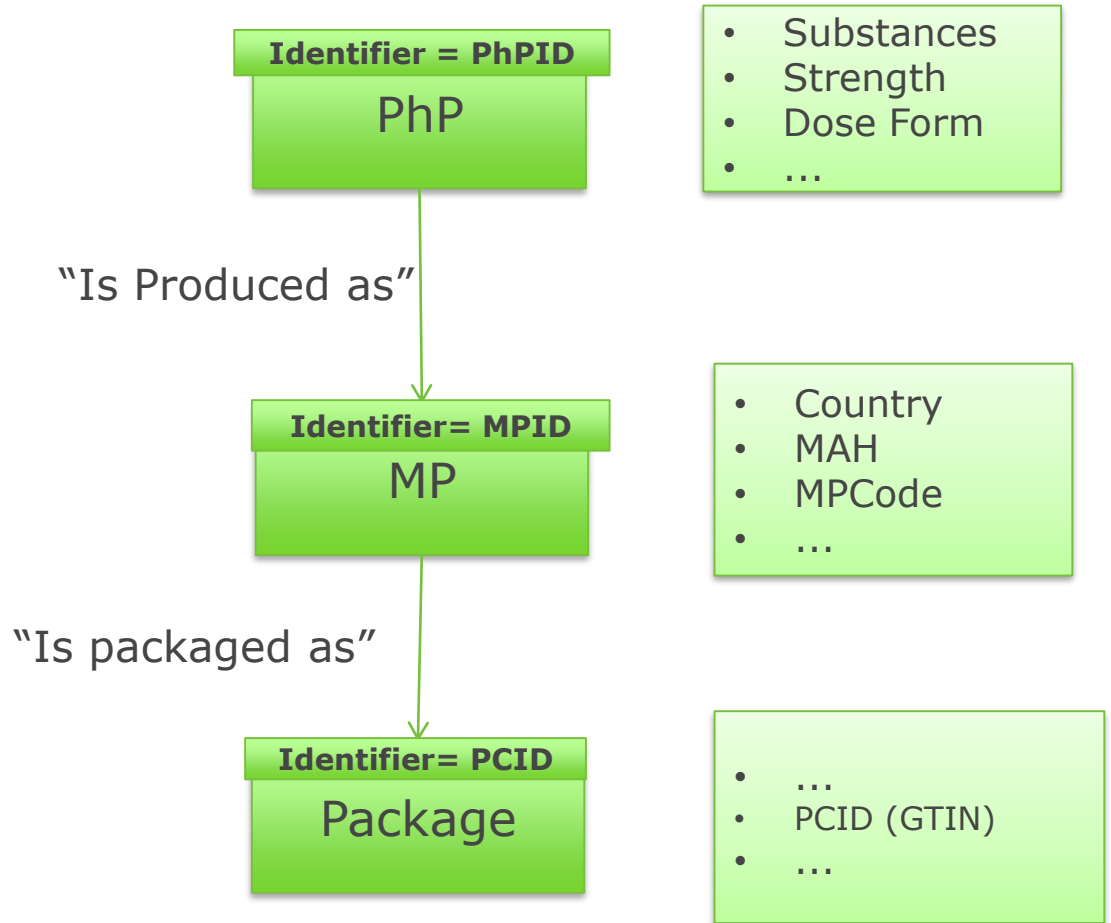 Identifier = PhPID
PhP
• Substances
• Strength
• Dose Form
• ...
“Is Produced as”
Identifier= MPID
MP
• Country
• MAH
• MPCode
• ...
“Is packaged as”
Identifier= PCID
Package
• ...
• PCID (GTIN)
• ...